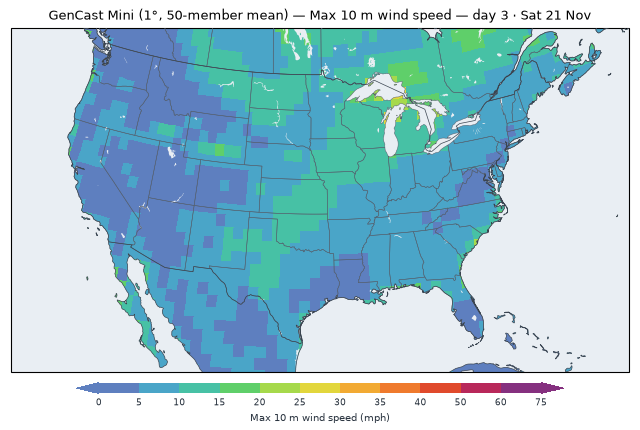 GenCast Mini (1°, 50-member mean) — Max 10 m wind speed — day 3 · Sat 21 Nov
0 5 10 15 20 25 30 35 40 50 60 75
Max 10 m wind speed (mph)